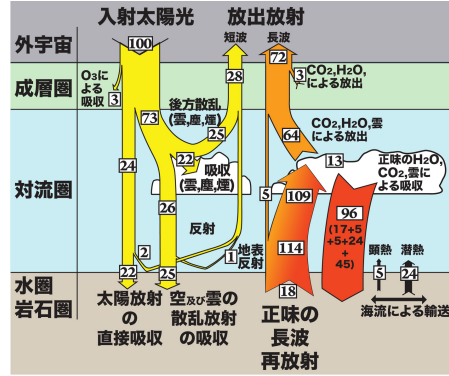 入射太陽光
放出放射
外宇宙
100
短波
長波
72
成層圏
O3に
よる
吸収
3
28
3
CO2,H2O,
による放出
73
後方散乱
(雲,塵,煙)
25
64
CO2,H2O,雲
による放出
対流圏
24
22
吸収
(雲,塵,煙)
13
正味のH2O,
CO2,雲に
よる吸収
26
5
109
96
(17+5
+5+24
+
45)
反射
2
1
地表
反射
114
顕熱
潜熱
水圏
岩石圏
22
25
18
5
24
太陽放射
の
直接吸収
空及び雲の
散乱放射
の吸収
正味の
長波
再放射
海流による輸送